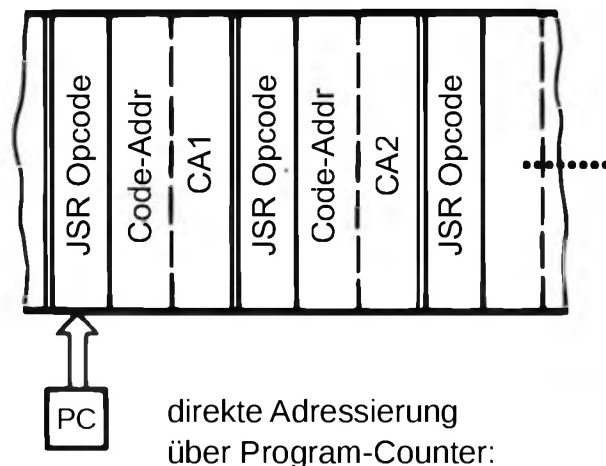 JSR Opcode
Code-Addr
CA1
JSR Opcode
Code-Addr
CA2
JSR Opcode
PC
direkte Adressierung
über Program-Counter: